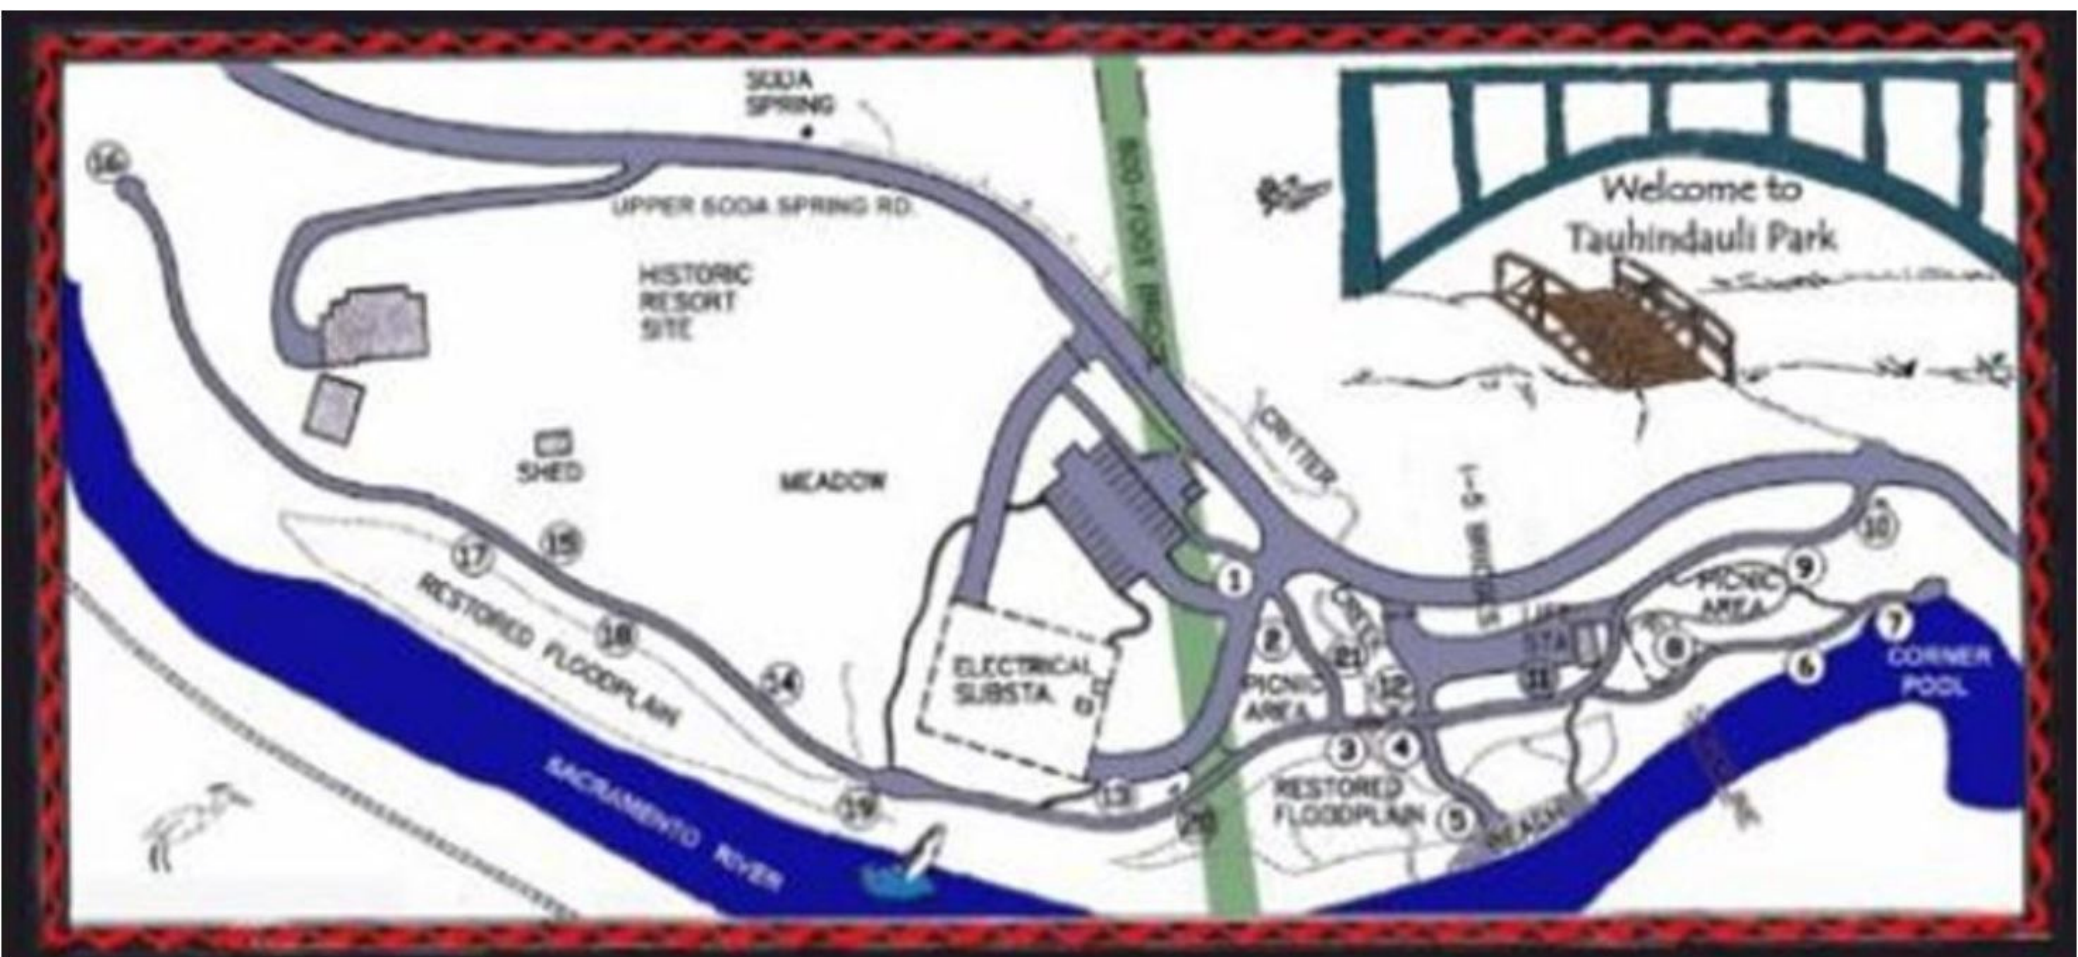 SODA
SPRING
16
UPPER SODA SPRING RD.
Welcome to
Tauhindauli Park
HISTORIC
RESORT
SITE
CRITTER
SHED
MEADOW
10
17
15
1
9
PICNIC
AREA
RESTORED FLOODPLAIN
18
2
21
8
7
CORNER
POOL
6
ELECTRICAL
SUBSTA.
14
PICNIC
AREA
12
11
3
4
SACRAMENTO RIVER
19
13
20
RESTORED
FLOODPLAIN
5
BEACH